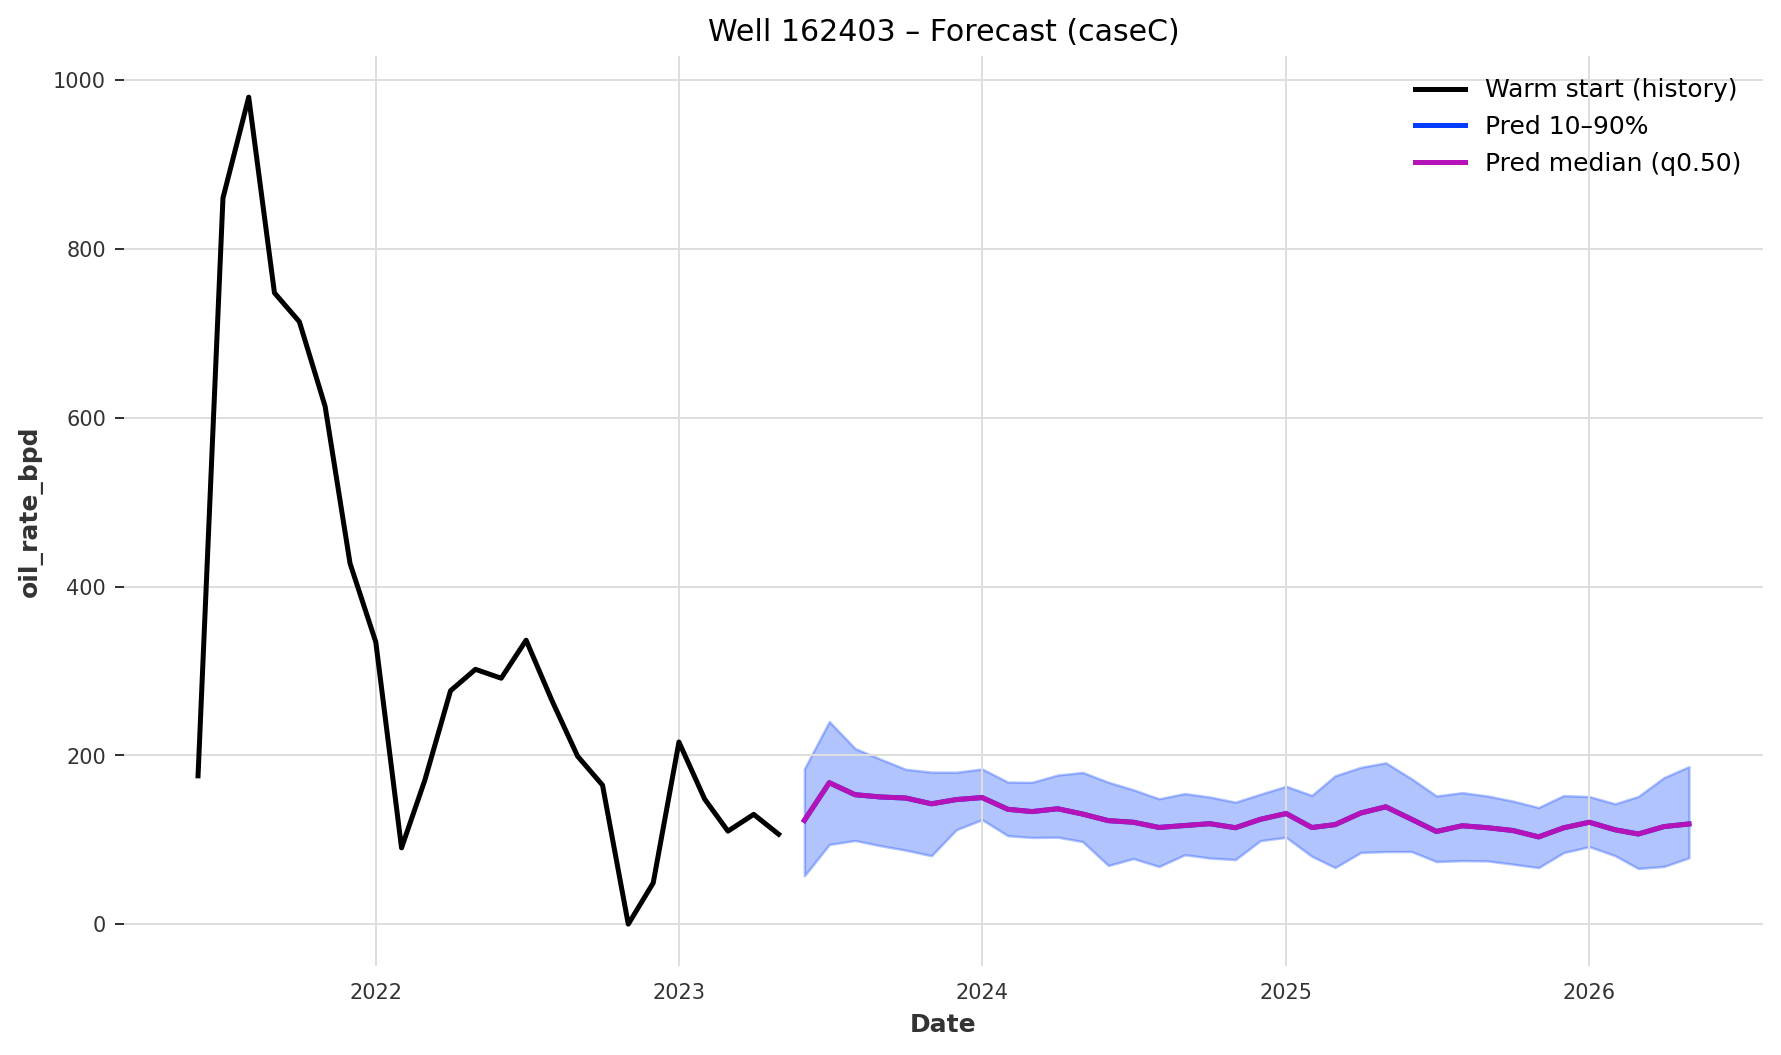 Well 162403 – Forecast (caseC)
Warm start (history)
Pred 10–90%
Pred median (q0.50)
oil_rate_bpd
1000
800
600
400
200
0
2022
2023
2024
2025
2026
Date